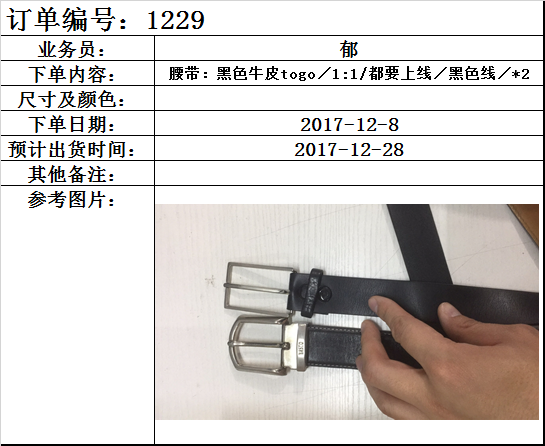 订单编号：1229
业务员： 郁
下单内容： 腰带：黑色牛皮togo／1:1/都要上线／黑色线／*2
尺寸及颜色：
下单日期： 2017-12-8
预计出货时间： 2017-12-28
其他备注：
参考图片：